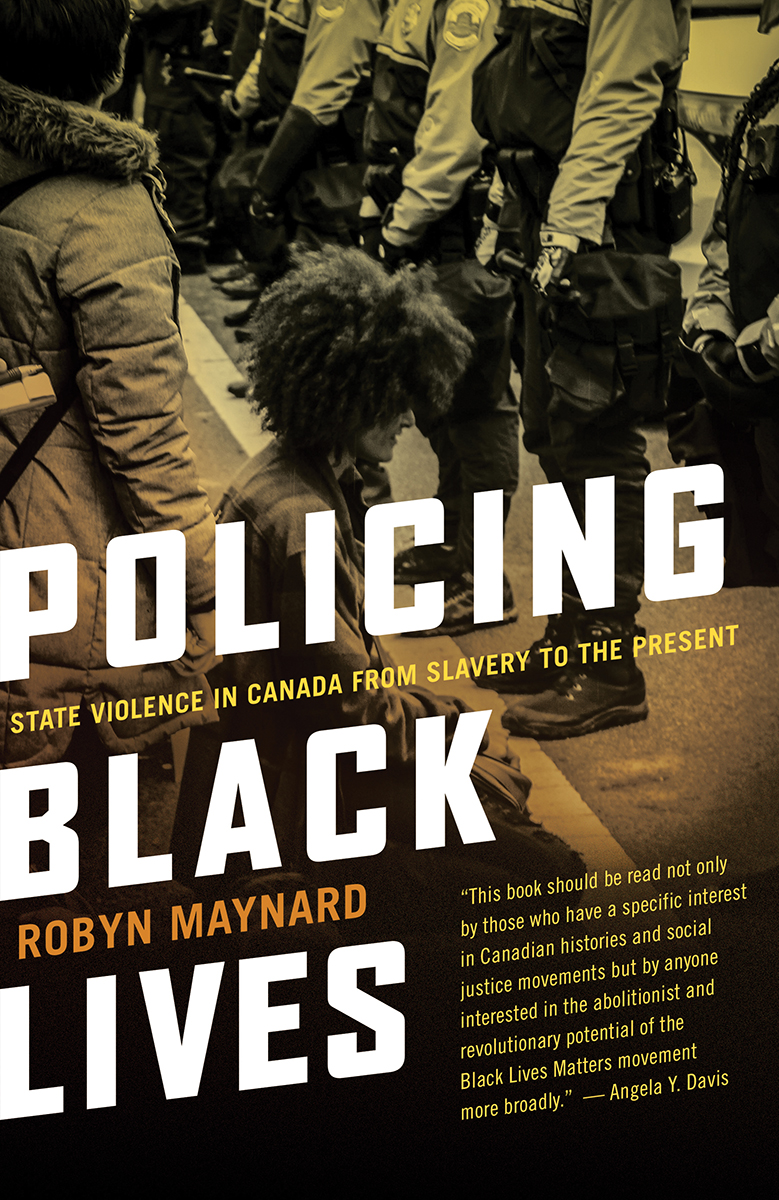 POLICING
STATE VIOLENCE IN CANADA FROM SLAVERY TO THE PRESENT
BLACK
ROBYN MAYNARD
LIVES
“This book should be read not only
by those who have a specific interest
in Canadian histories and social
justice movements but by anyone
interested in the abolitionist and
revolutionary potential of the
Black Lives Matters movement
more broadly.” — Angela Y. Davis